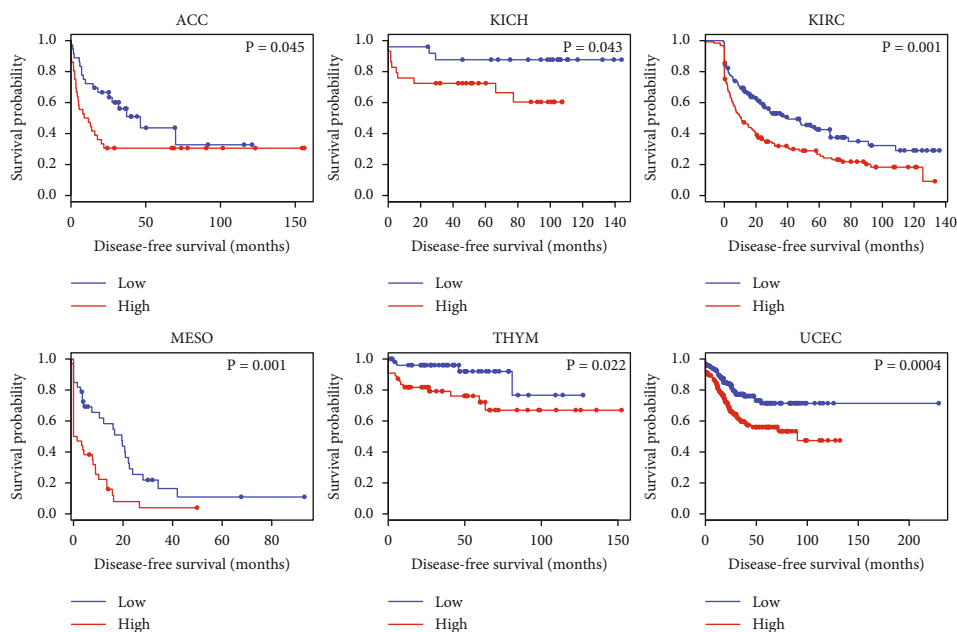 ACC
P = 0.045
Survival probability
1.0
0.8
0.6
0.4
0.2
0.0
0 50 100 150
Disease-free survival (months)
Low
High
KICH
P = 0.043
Survival probability
1.0
0.8
0.6
0.4
0.2
0.0
0 20 40 60 80 100 120 140
Disease-free survival (months)
Low
High
KIRC
P = 0.001
Survival probability
1.0
0.8
0.6
0.4
0.2
0.0
0 20 40 60 80 100 120 140
Disease-free survival (months)
Low
High
MESO
P = 0.001
Survival probability
1.0
0.8
0.6
0.4
0.2
0.0
0 20 40 60 80
Disease-free survival (months)
Low
High
THYM
P = 0.022
Survival probability
1.0
0.8
0.6
0.4
0.2
0.0
0 50 100 150
Disease-free survival (months)
Low
High
UCEC
P = 0.0004
Survival probability
1.0
0.8
0.6
0.4
0.2
0.0
0 50 100 200
Disease-free survival (months)
Low
High